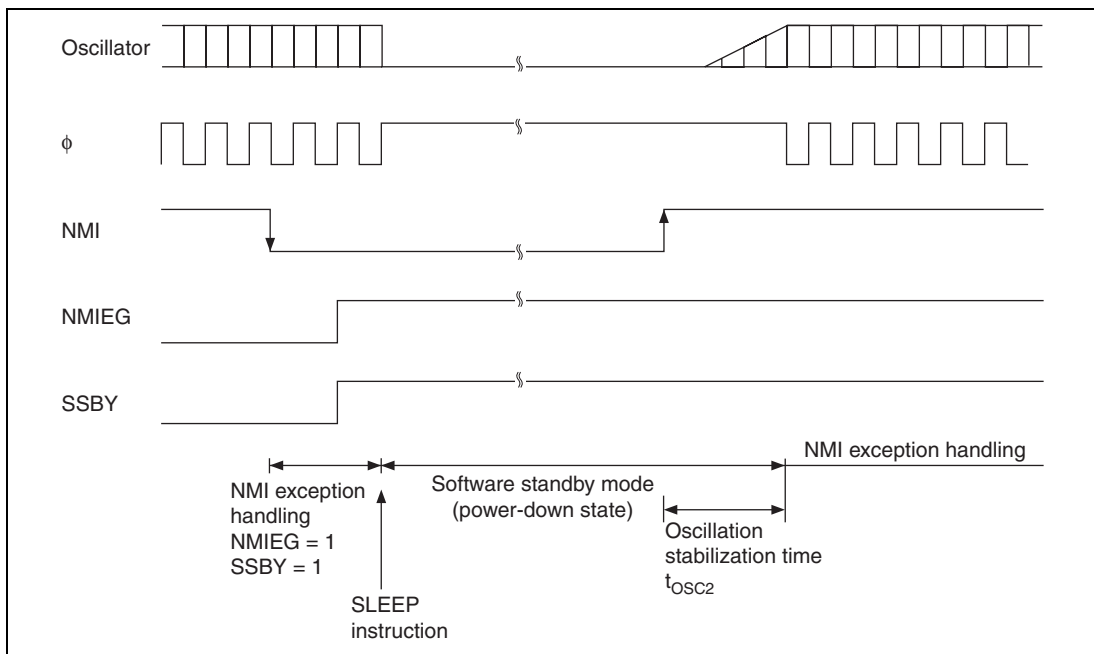 Oscillator
φ
NMI
NMIEG
SSBY
NMI exception
handling
NMIEG = 1
SSBY = 1
SLEEP
instruction
Software standby mode
(power-down state)
Oscillation
stabilization time
tOSC2
NMI exception handling